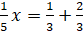 1/5 x = 1/3 + 2/3